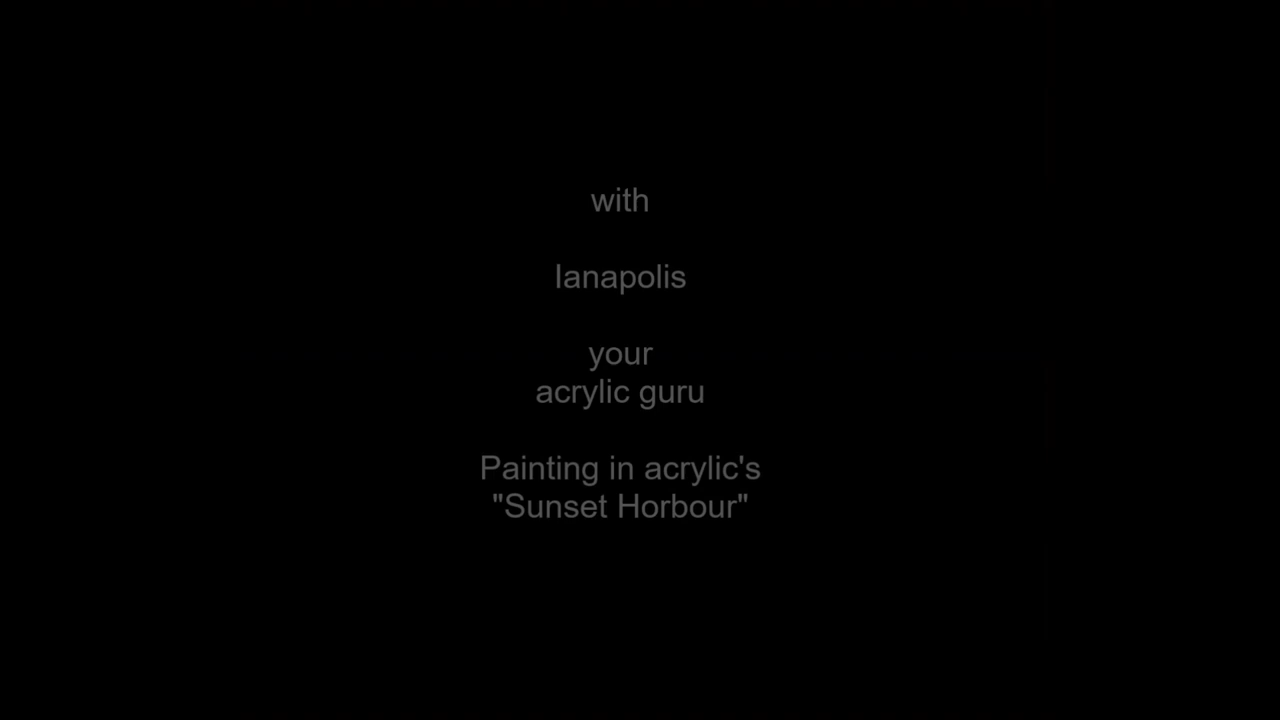 with
Ianapolis
your
acrylic guru
Painting in acrylic's
"Sunset Horbour"